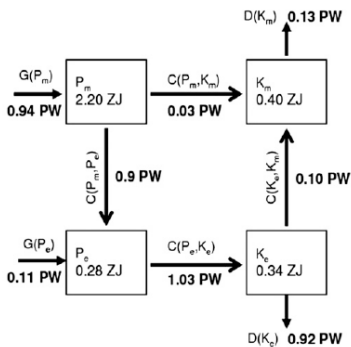 D(Kₘ) 0.13 PW
G(Pₘ)
0.94 PW
Pₘ
2.20 ZJ
C(Pₘ,Kₘ)
0.03 PW
Kₘ
0.40 ZJ
C(Pₘ,Pₑ)
0.9 PW
C(Kₑ,Kₘ)
0.10 PW
G(Pₑ)
0.11 PW
Pₑ
0.28 ZJ
C(Pₑ,Kₑ)
1.03 PW
Kₑ
0.34 ZJ
D(Kₑ) 0.92 PW